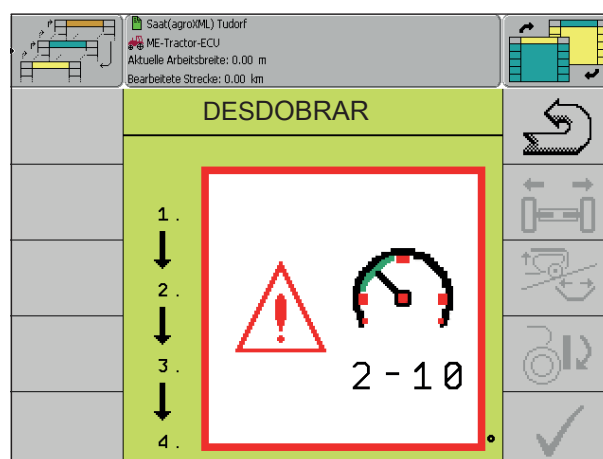 Saat(agroXML) Tudorf
ME-Tractor-ECU
Aktuelle Arbeitsbreite: 0.00 m
Bearbeitete Strecke: 0.00 km
DESDOBRAR
1.
2.
3.
4.
2-10